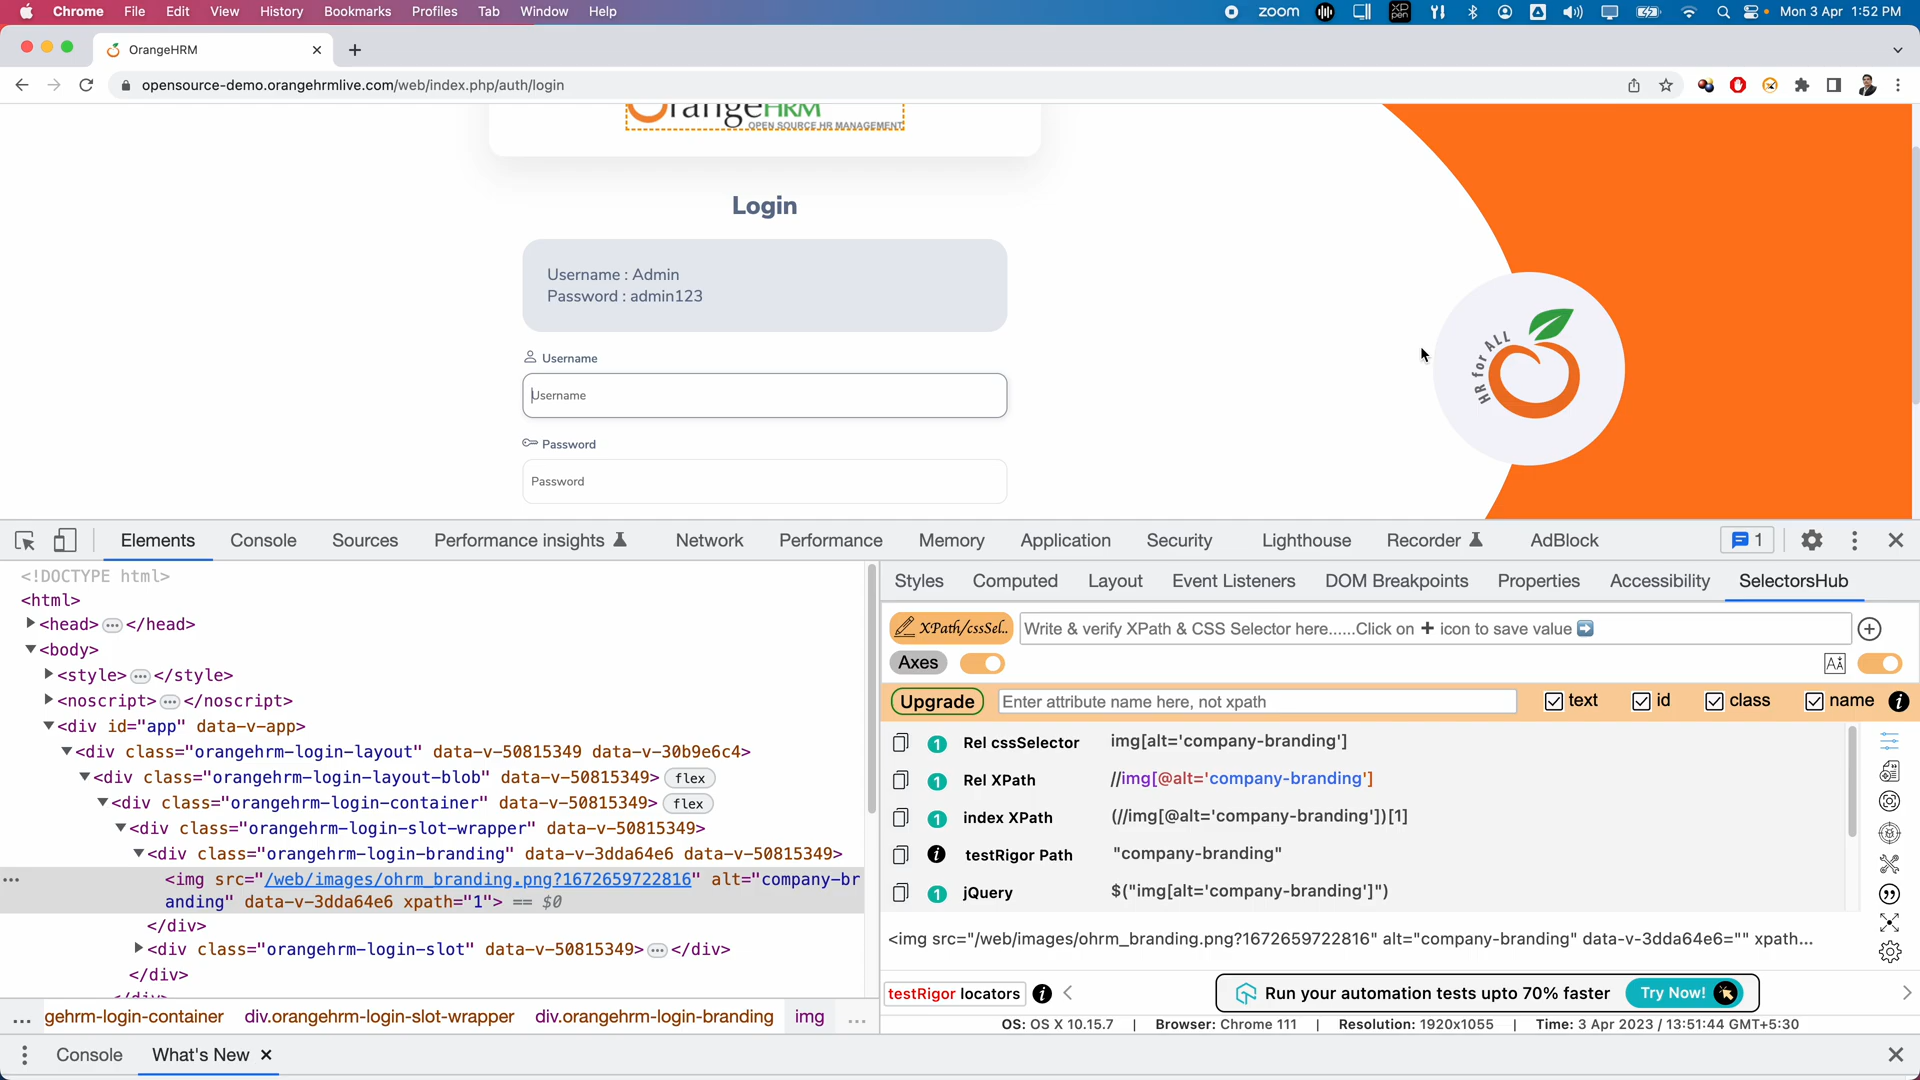 Chrome File Edit View History Bookmarks Profiles Tab Window Help zoom XP pen Mon 3 Apr 1:52 PM
OrangeHRM
opensource-demo.orangehrmlive.com/web/index.php/auth/login
OrangeHRM
OPEN SOURCE HR MANAGEMENT
Login
Username : Admin
Password : admin123
Username
Username
Password
Password
HR for ALL
Elements Console Sources Performance insights Network Performance Memory Application Security Lighthouse Recorder AdBlock 1
<!DOCTYPE html>
<html>
<head> … </head>
<body>
<style> … </style>
<noscript> … </noscript>
<div id="app" data-v-app>
<div class="orangehrm-login-layout" data-v-50815349 data-v-30b9e6c4>
<div class="orangehrm-login-layout-blob" data-v-50815349> flex
<div class="orangehrm-login-container" data-v-50815349> flex
<div class="orangehrm-login-slot-wrapper" data-v-50815349>
<div class="orangehrm-login-branding" data-v-3dda64e6 data-v-50815349>
… <img src="/web/images/ohrm_branding.png?1672659722816" alt="company-br
anding" data-v-3dda64e6 xpath="1"> == $0
</div>
<div class="orangehrm-login-slot" data-v-50815349> … </div>
</div>
</div>
… gehrm-login-container div.orangehrm-login-slot-wrapper div.orangehrm-login-branding img …
Styles Computed Layout Event Listeners DOM Breakpoints Properties Accessibility SelectorsHub
XPath/cssSel.. Write & verify XPath & CSS Selector here......Click on + icon to save value
Axes
Upgrade Enter attribute name here, not xpath text id class name i
1 Rel cssSelector img[alt='company-branding']
1 Rel XPath //img[@alt='company-branding']
1 index XPath (//img[@alt='company-branding'])[1]
i testRigor Path "company-branding"
1 jQuery $("img[alt='company-branding']")
<img src="/web/images/ohrm_branding.png?1672659722816" alt="company-branding" data-v-3dda64e6="" xpath...
testRigor locators i < Run your automation tests upto 70% faster Try Now! >
OS: OS X 10.15.7 | Browser: Chrome 111 | Resolution: 1920x1055 | Time: 3 Apr 2023 / 13:51:44 GMT+5:30
Console What's New